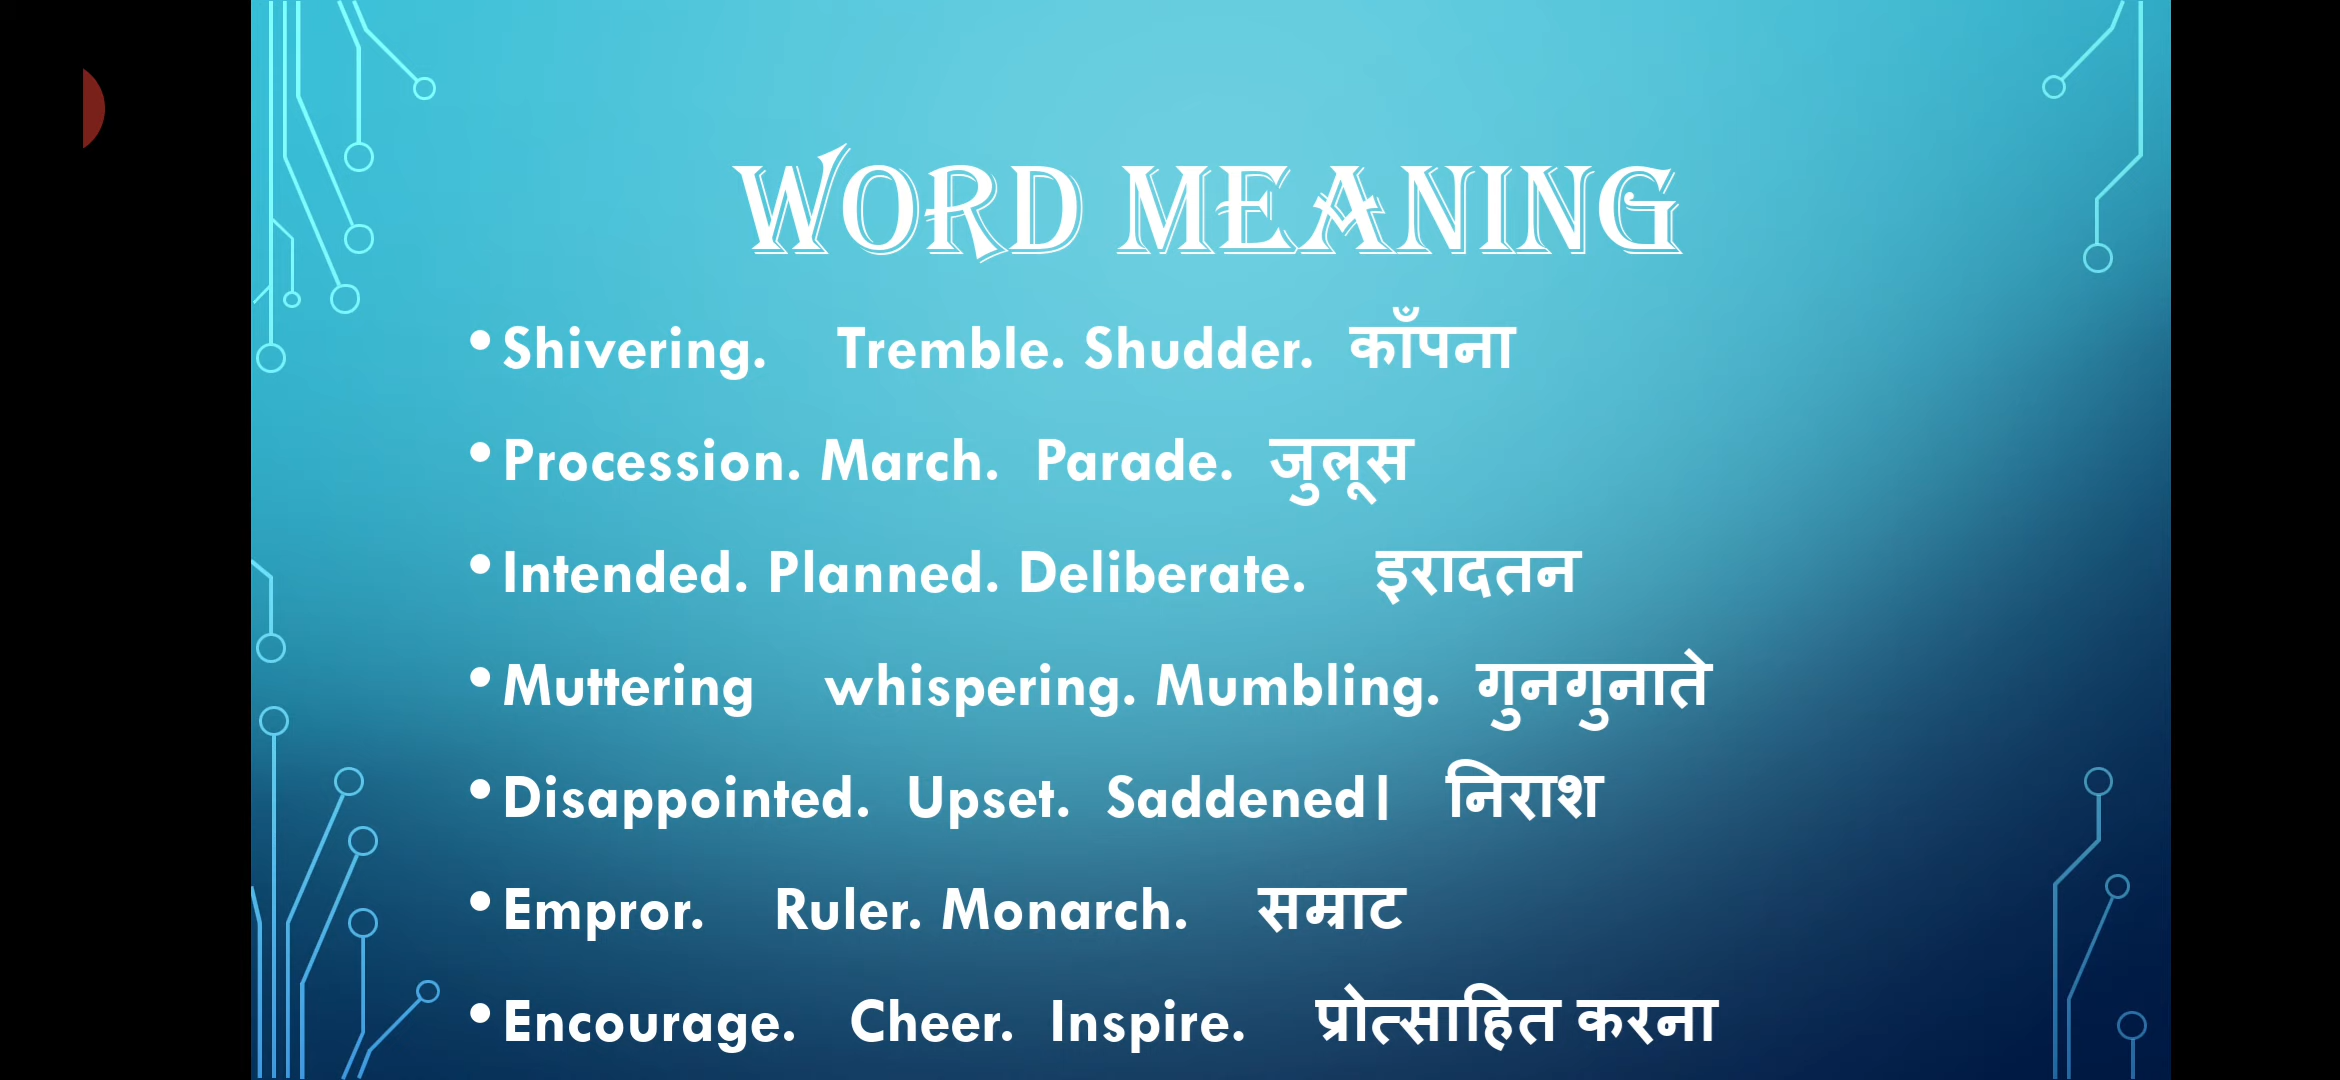 WORD MEANING
• Shivering. Tremble. Shudder. काँपना
• Procession. March. Parade. जुलूस
• Intended. Planned. Deliberate. इरादतन
• Muttering whispering. Mumbling. गुनगुनाते
• Disappointed. Upset. Saddened| निराश
• Empror. Ruler. Monarch. सम्राट
• Encourage. Cheer. Inspire. प्रोत्साहित करना